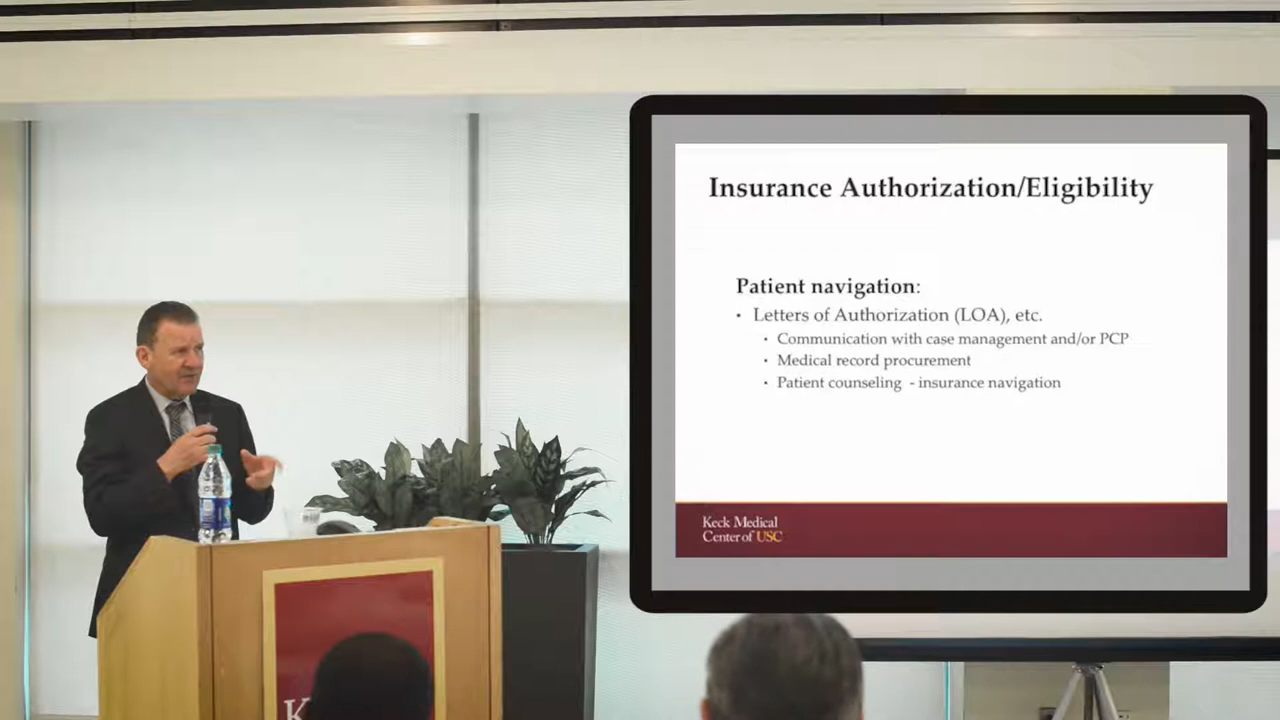 Insurance Authorization/Eligibility
Patient navigation:
• Letters of Authorization (LOA), etc.
• Communication with case management and/or PCP
• Medical record procurement
• Patient counseling - insurance navigation
Keck Medical
Center of USC